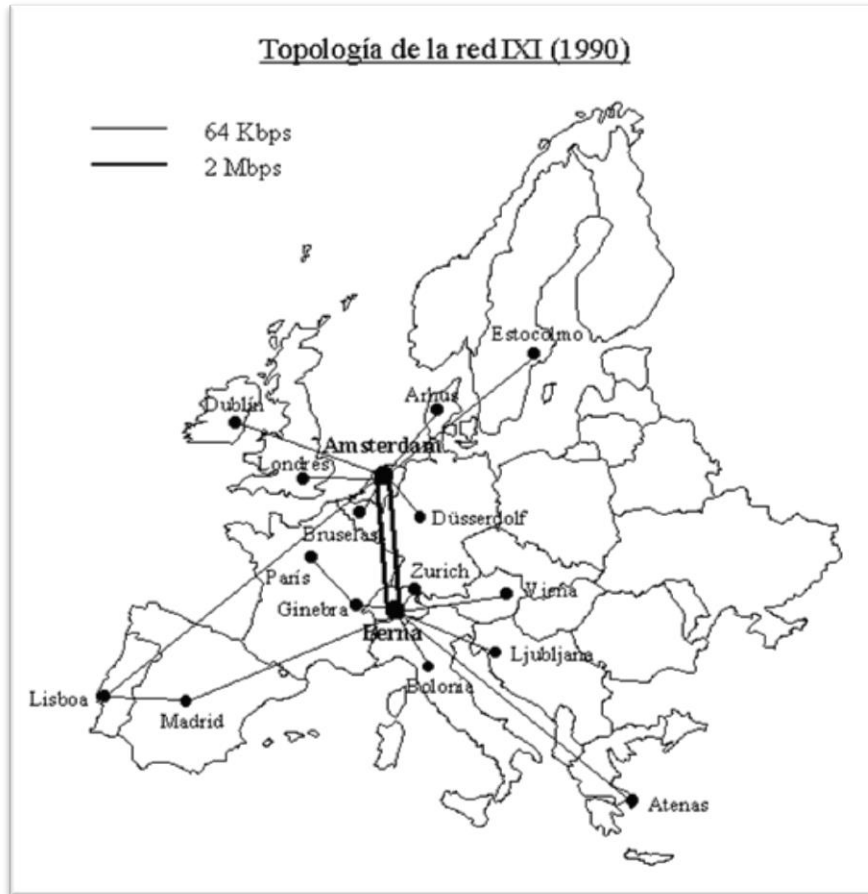 Topología de la red IXI (1990)
64 Kbps
2 Mbps
Estocolmo
Arhus
Dublín
Amsterdam
Londres
Düsserdolf
Bruselas
Zurich
París
Viena
Ginebra
Berna
Ljubljana
Bolonia
Lisboa
Madrid
Atenas